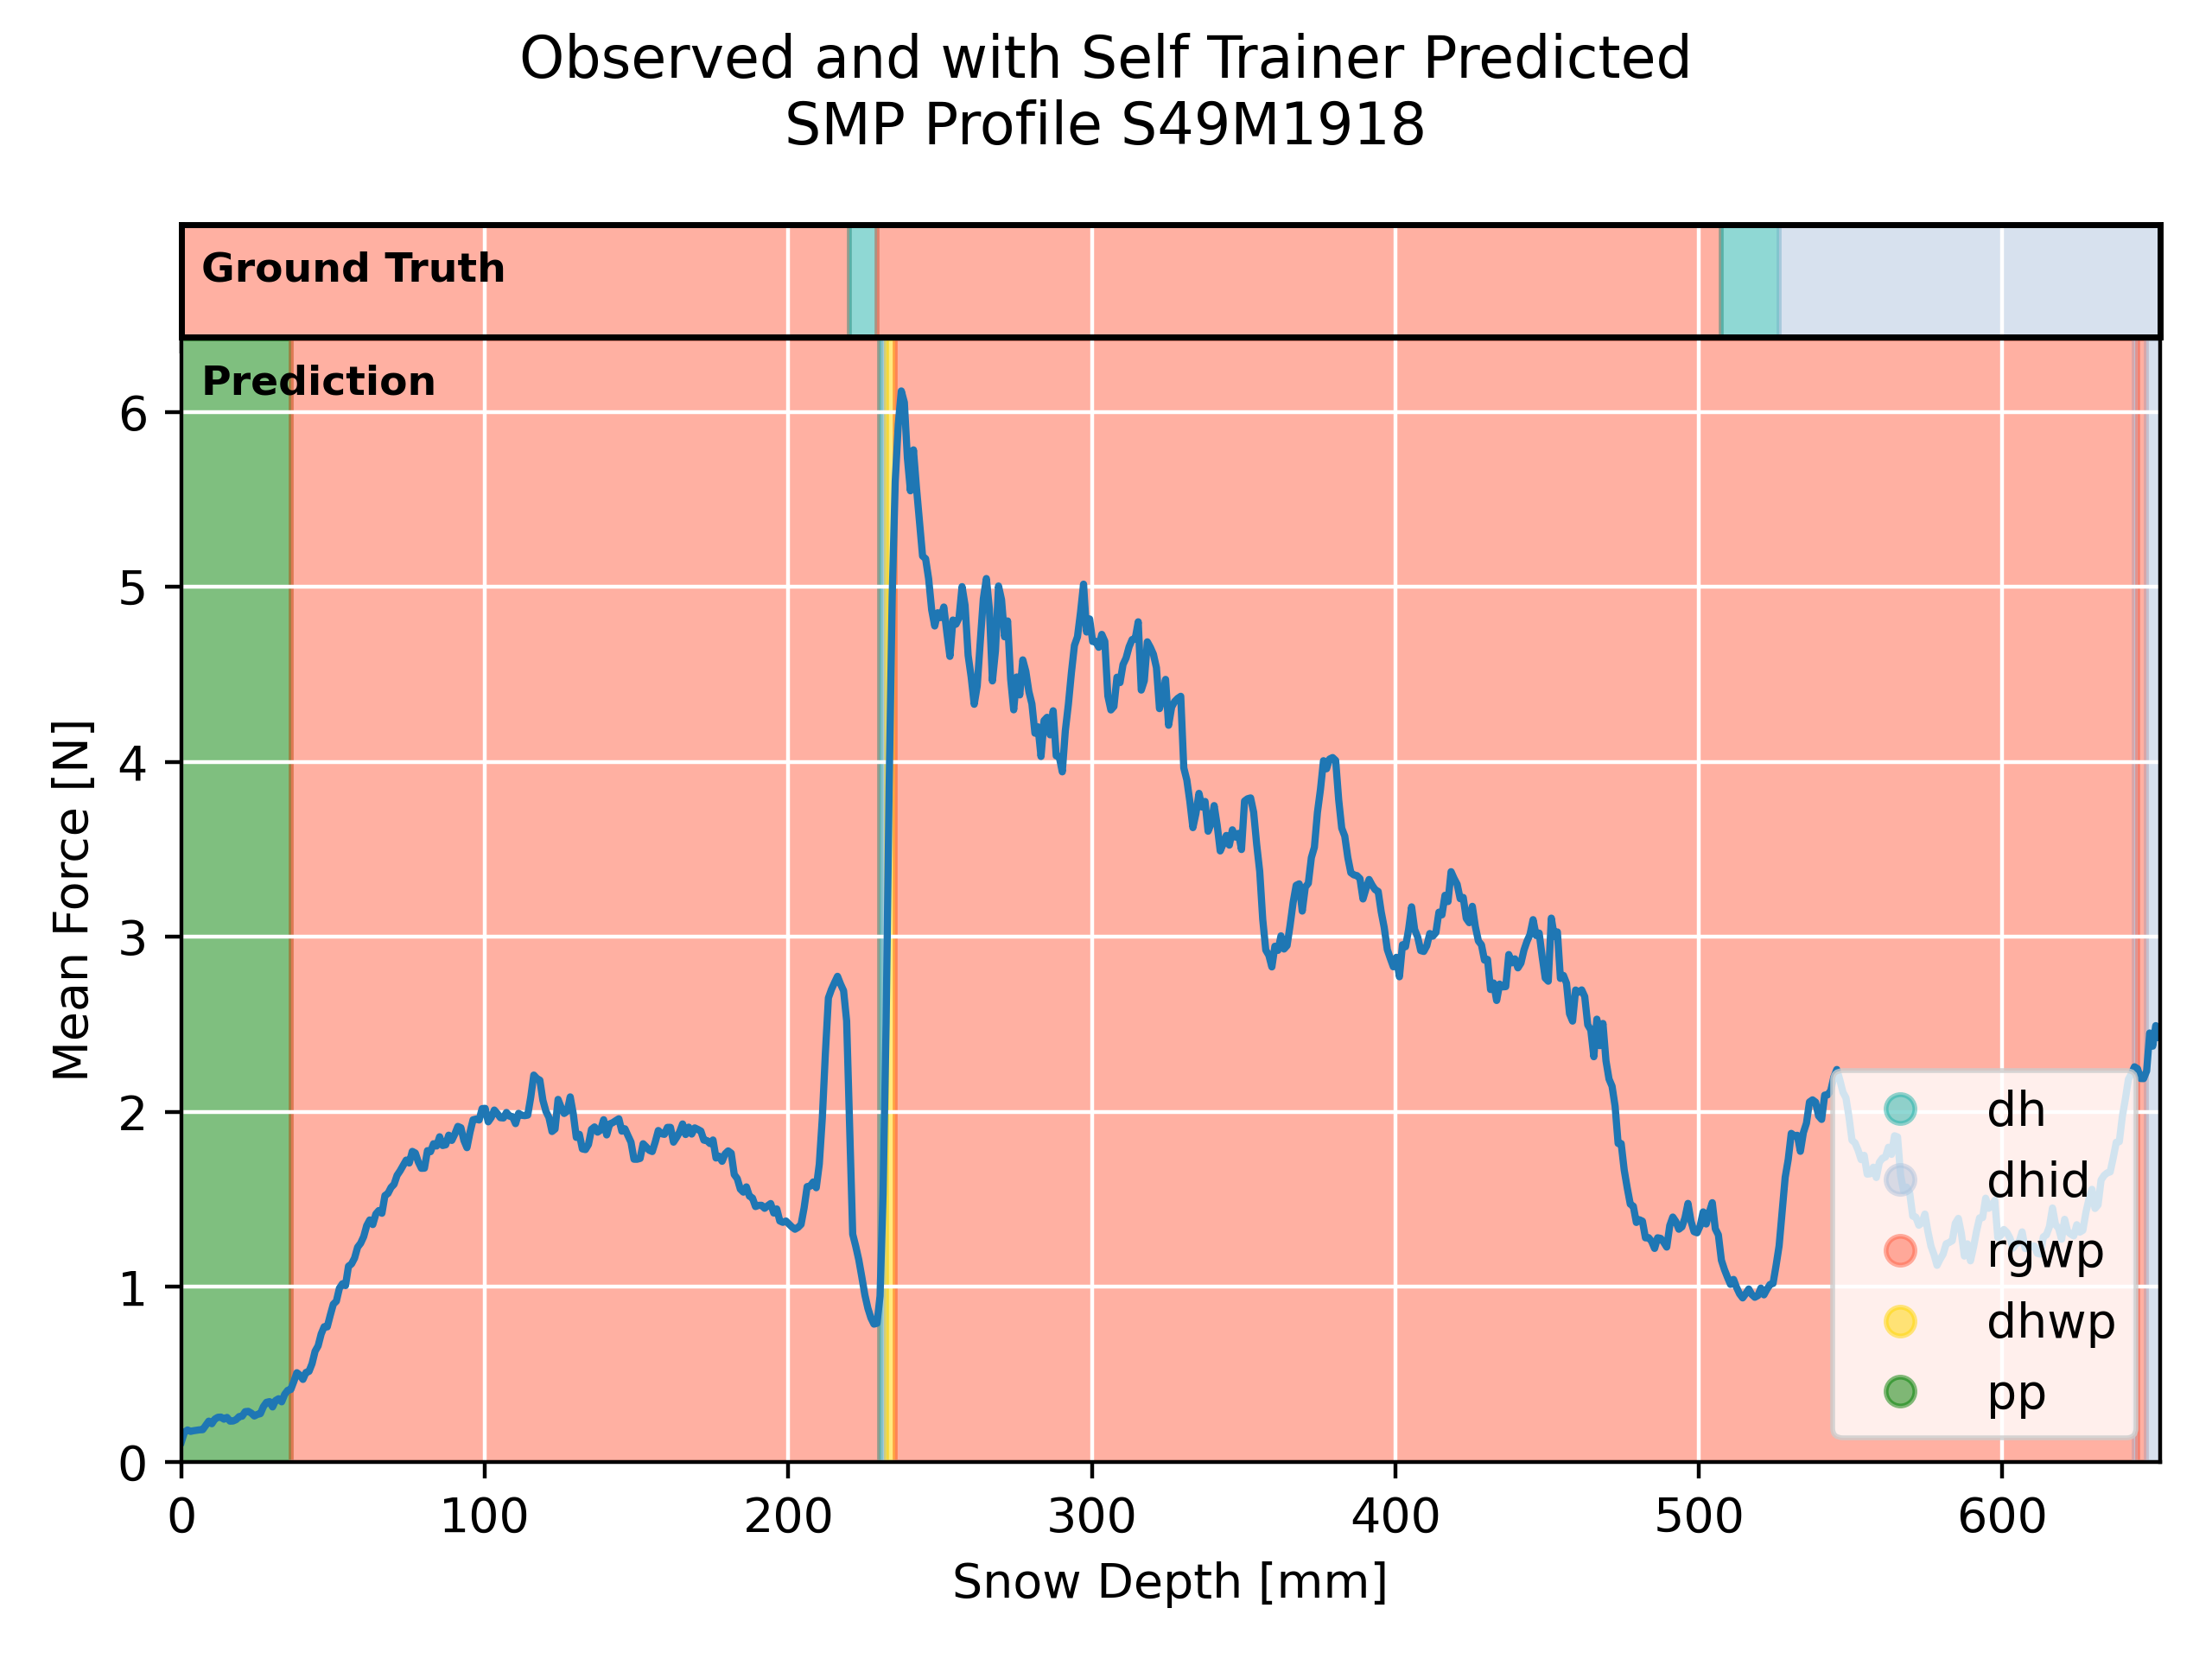 Observed and with Self Trainer Predicted
SMP Profile S49M1918
Ground Truth
Prediction
6
5
4
3
2
1
0
Mean Force [N]
dh
dhid
rgwp
dhwp
pp
0 100 200 300 400 500 600
Snow Depth [mm]